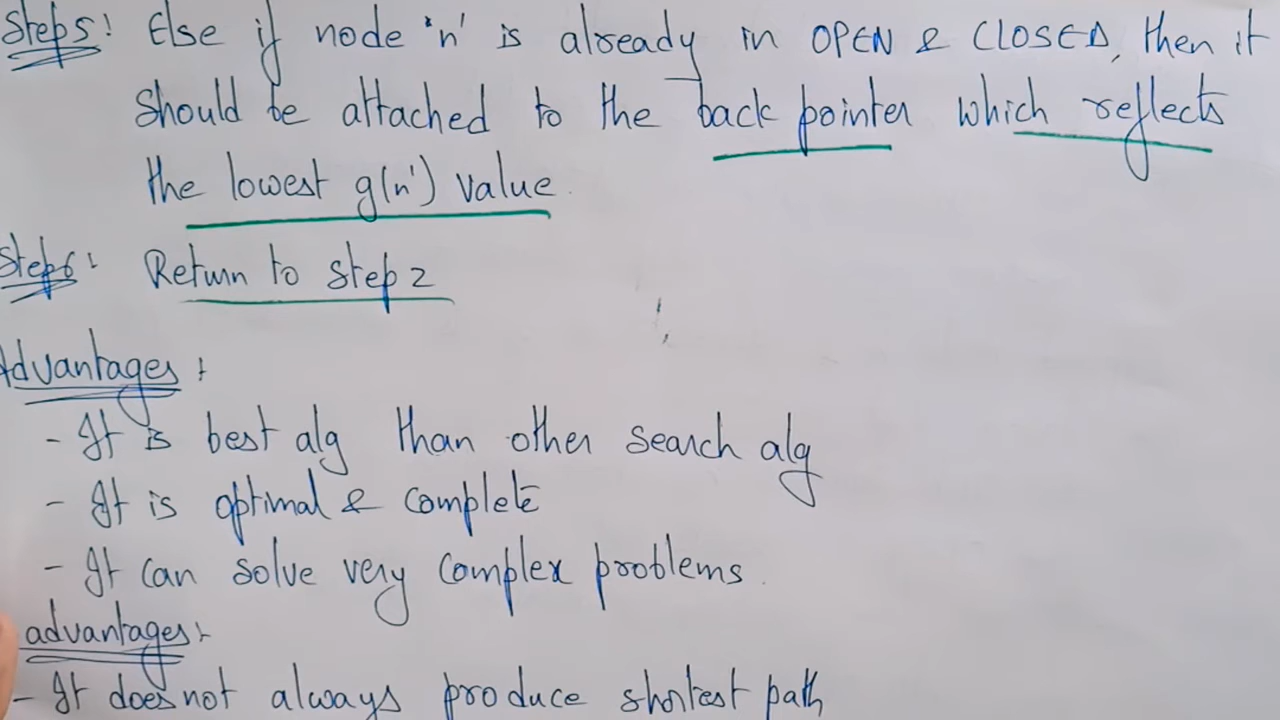 Step5: Else if node 'n' is already in OPEN & CLOSED, then it
should be attached to the back pointer which reflects
the lowest g(n') value.
Step6: Return to step 2
Advantages:
- It is best alg than other search alg
- It is optimal & complete
- It can solve very complex problems.
advantages:
- It does not always produce shortest path